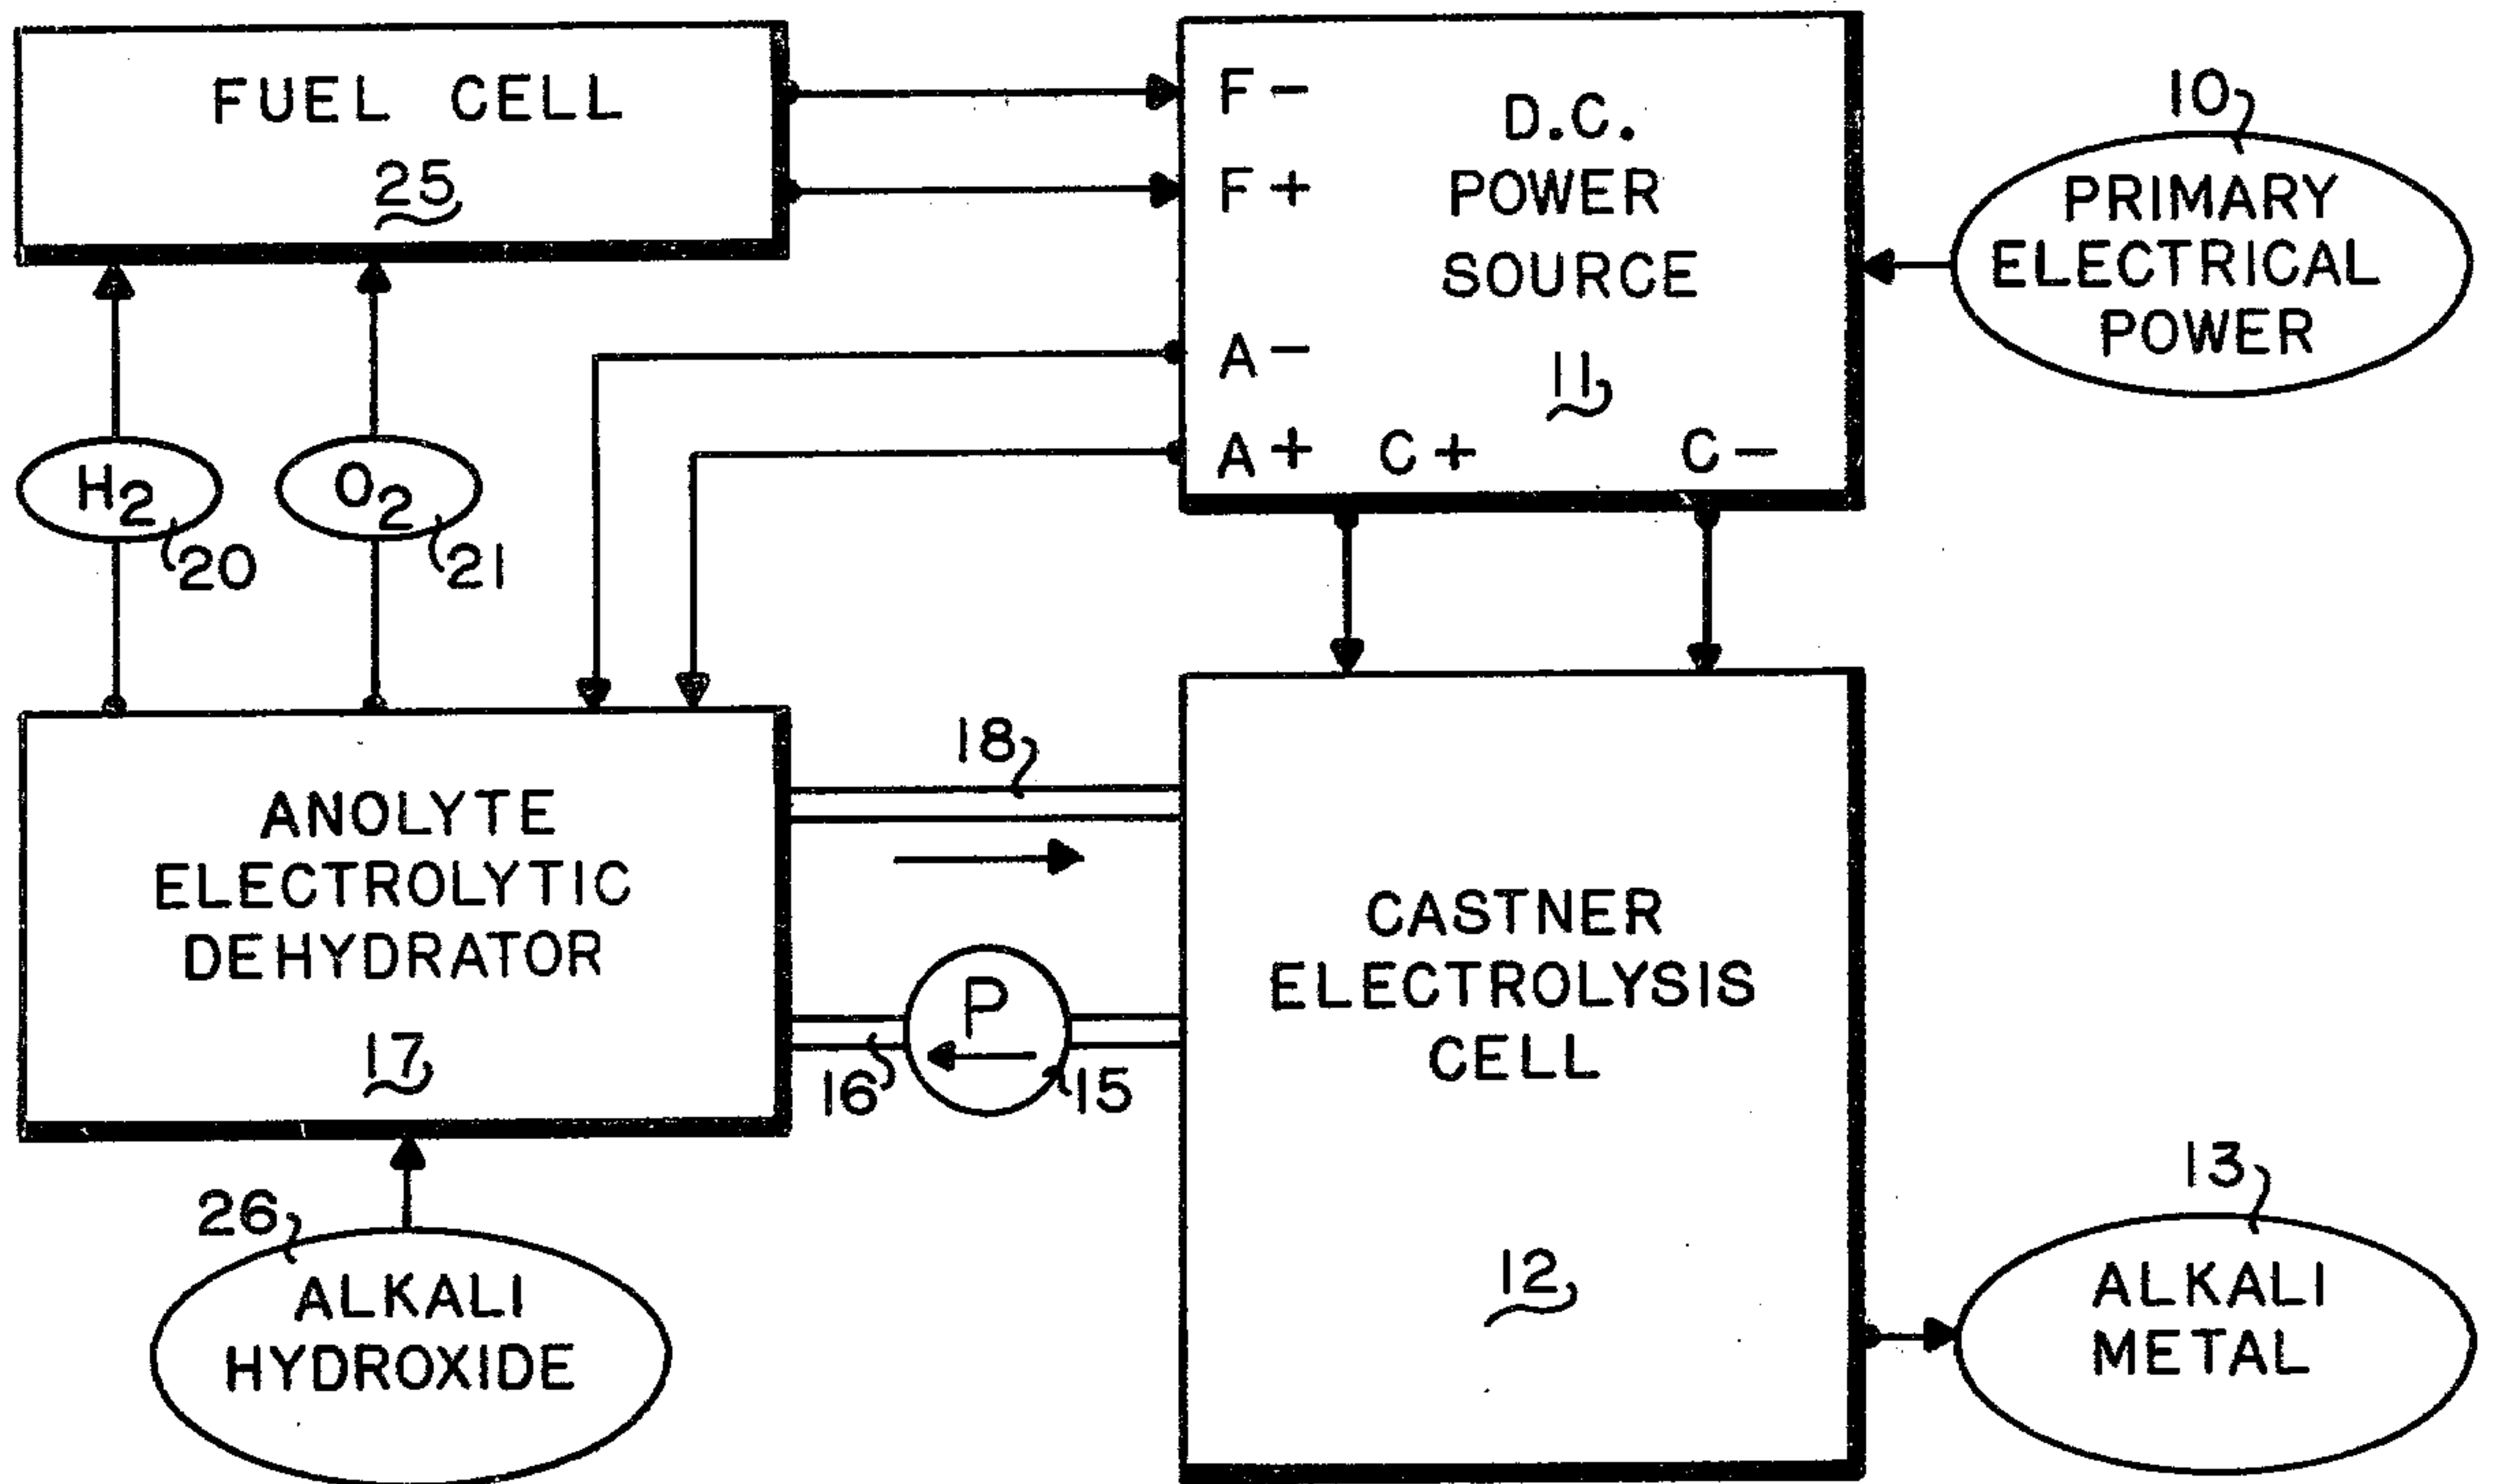 FUEL CELL
25
F -
F +
D.C.
POWER
SOURCE
11
A -
A +
C +
C -
10
PRIMARY
ELECTRICAL
POWER
H2
20
O2
21
ANOLYTE
ELECTROLYTIC
DEHYDRATOR
17
18
P
16
15
CASTNER
ELECTROLYSIS
CELL
12
26
ALKALI
HYDROXIDE
13
ALKALI
METAL